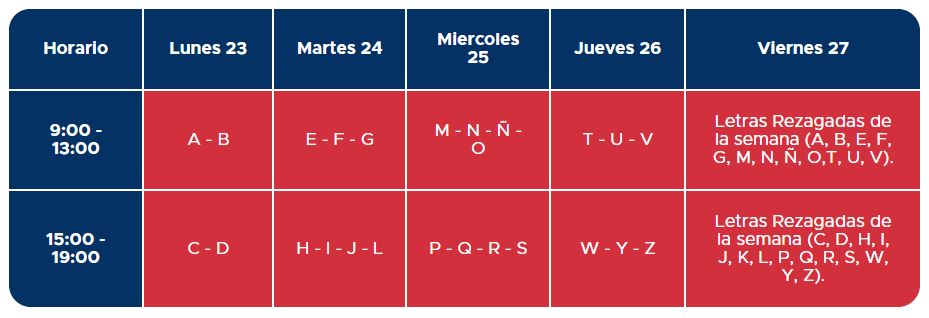 Horario
Lunes 23
Martes 24
Miercoles
25
Jueves 26
Viernes 27
9:00 -
13:00
A - B
E - F - G
M - N - Ñ -
O
T - U - V
Letras Rezagadas de
la semana (A, B, E, F,
G, M, N, Ñ, O,T, U, V).
15:00 -
19:00
C - D
H - I - J - L
P - Q - R - S
W - Y - Z
Letras Rezagadas de
la semana (C, D, H, I,
J, K, L, P, Q, R, S, W,
Y, Z).